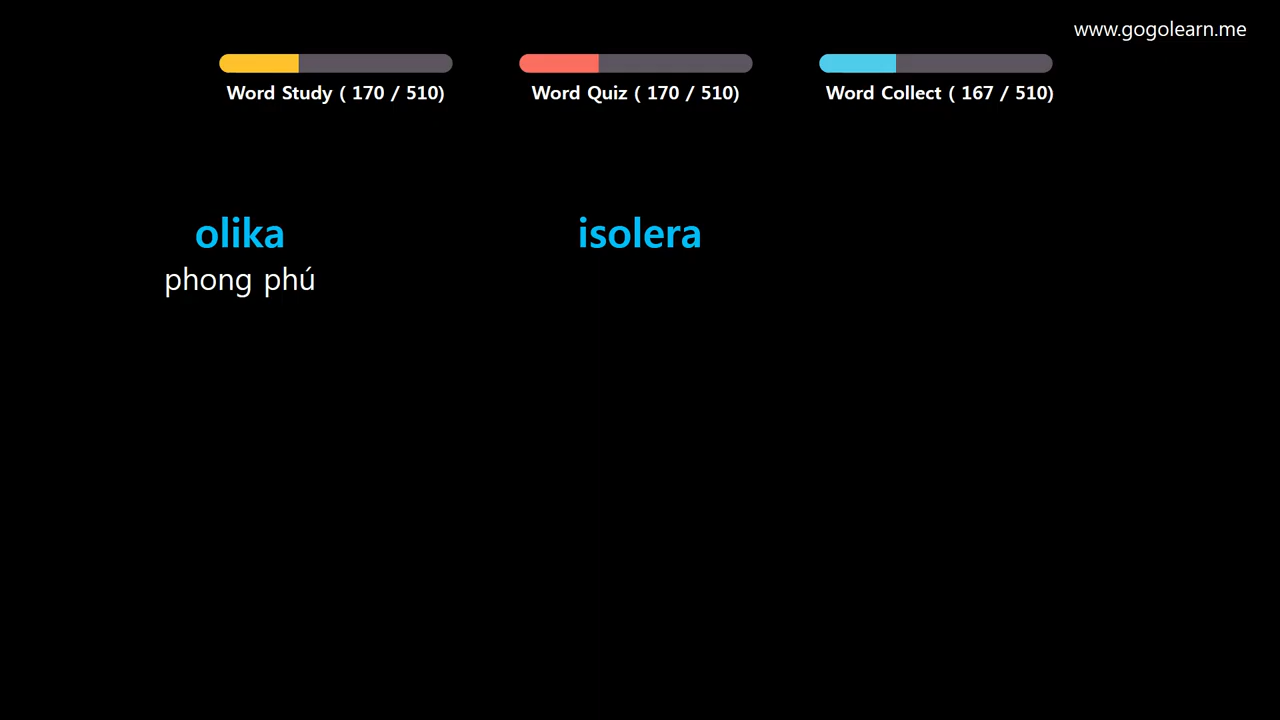 www.gogolearn.me
Word Study ( 170 / 510)
Word Quiz ( 170 / 510)
Word Collect ( 167 / 510)
olika
phong phú
isolera